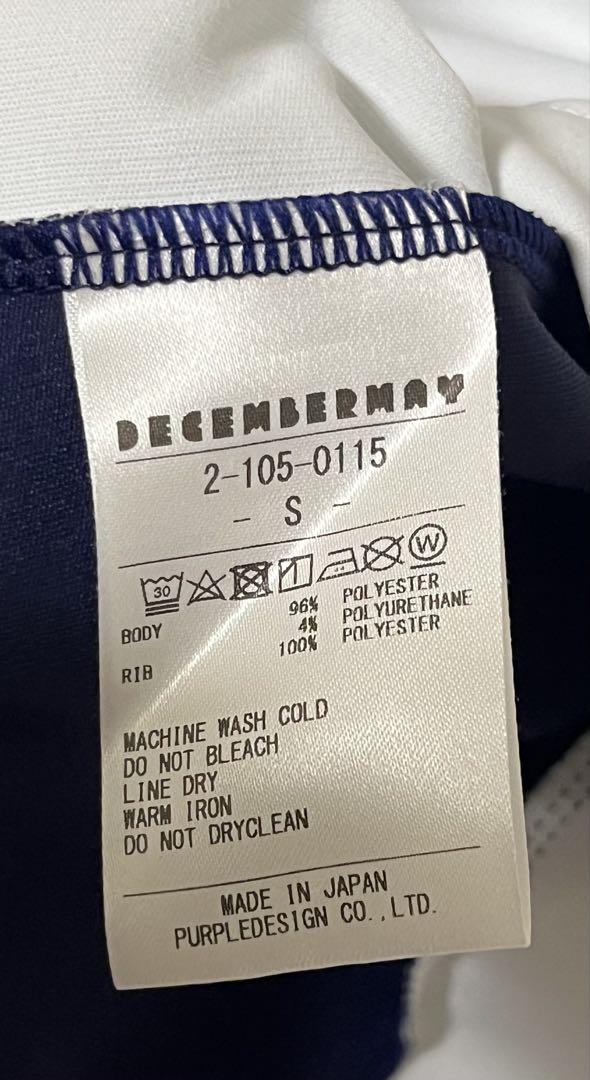 DECEMBERMAY
2-105-0115
- S -
30 W
BODY 96% POLYESTER
4% POLYURETHANE
RIB 100% POLYESTER
MACHINE WASH COLD
DO NOT BLEACH
LINE DRY
WARM IRON
DO NOT DRYCLEAN
MADE IN JAPAN
PURPLEDESIGN CO.,LTD.